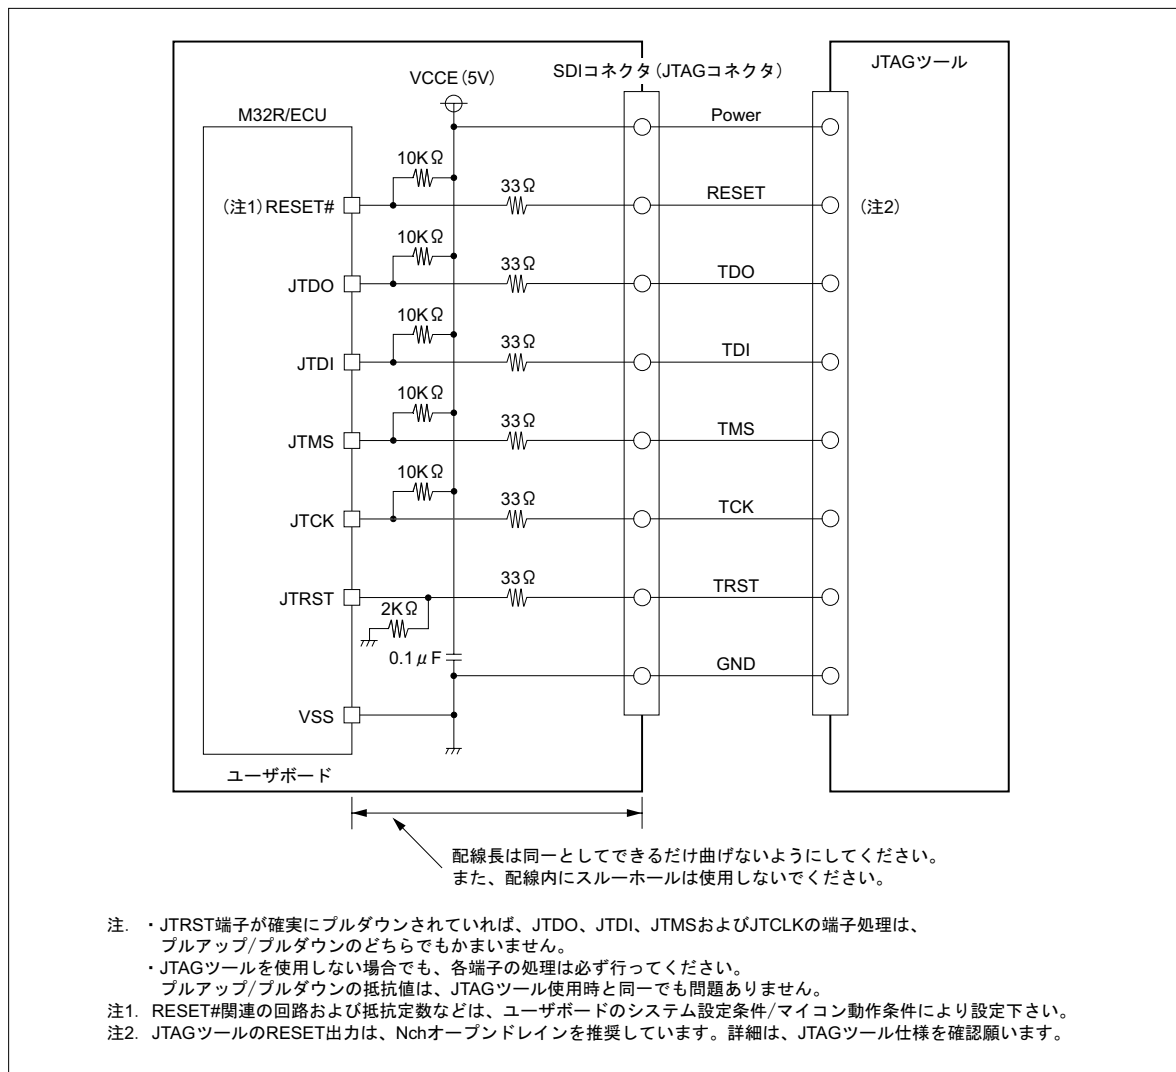 SDIコネクタ(JTAGコネクタ)
JTAGツール
VCCE(5V)
M32R/ECU
Power
10KΩ
33Ω
RESET
(注1)RESET#
(注2)
10KΩ
33Ω
TDO
JTDO
10KΩ
33Ω
TDI
JTDI
10KΩ
33Ω
TMS
JTMS
10KΩ
33Ω
TCK
JTCK
33Ω
TRST
JTRST
2KΩ
0.1μF
GND
VSS
ユーザボード
配線長は同一としてできるだけ曲げないようにしてください。
また、配線内にスルーホールは使用しないでください。
注. ・JTRST端子が確実にプルダウンされていれば、JTDO、JTDI、JTMSおよびJTCLKの端子処理は、
プルアップ/プルダウンのどちらでもかまいません。
・JTAGツールを使用しない場合でも、各端子の処理は必ず行ってください。
プルアップ/プルダウンの抵抗値は、JTAGツール使用時と同一でも問題ありません。
注1. RESET#関連の回路および抵抗定数などは、ユーザボードのシステム設定条件/マイコン動作条件により設定下さい。
注2. JTAGツールのRESET出力は、Nchオープンドレインを推奨しています。詳細は、JTAGツール仕様を確認願います。